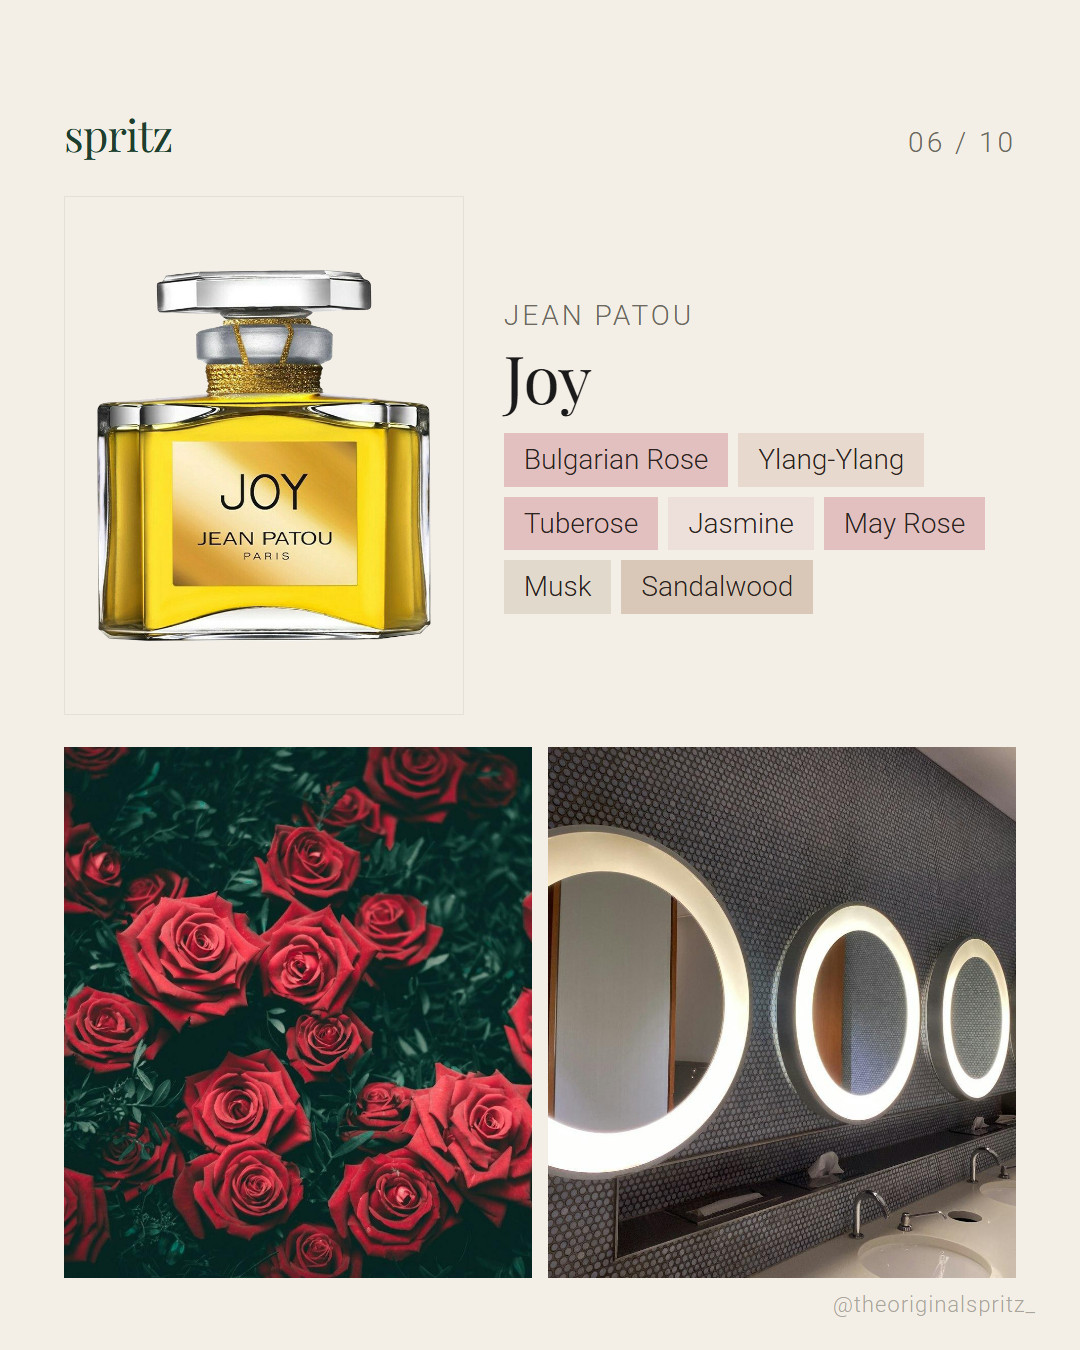 spritz
06 / 10
JOY
JEAN PATOU
PARIS
JEAN PATOU
Joy
Bulgarian Rose
Ylang-Ylang
Tuberose
Jasmine
May Rose
Musk
Sandalwood
@theoriginalspritz_